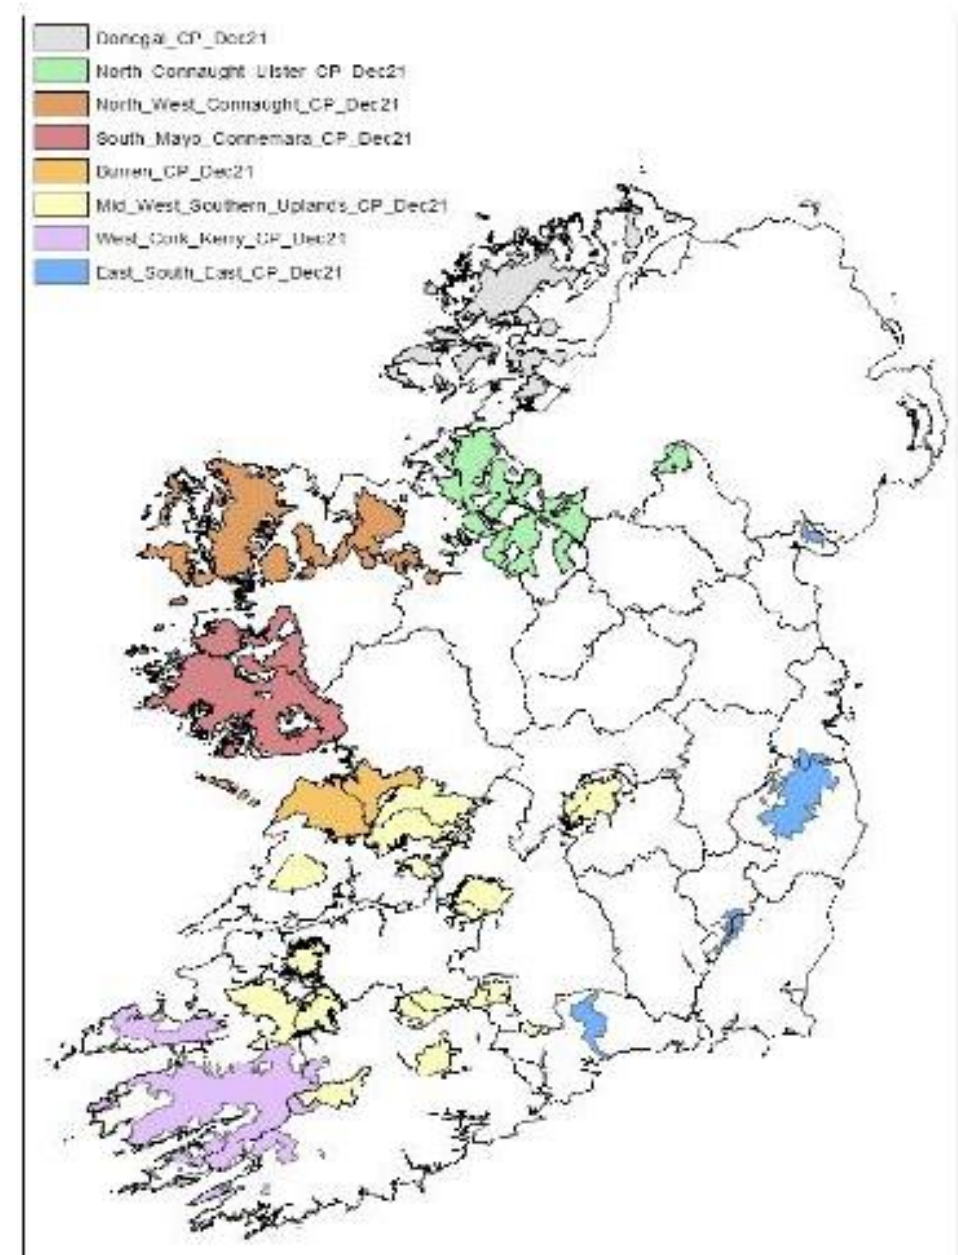 Donegal_CP_Dec21
North_Connaught_Ulster_CP_Dec21
North_West_Connaught_CP_Dec21
South_Mayo_Connemara_CP_Dec21
Burren_CP_Dec21
Mid_West_Southern_Uplands_CP_Dec21
West_Cork_Kerry_CP_Dec21
East_South_East_CP_Dec21